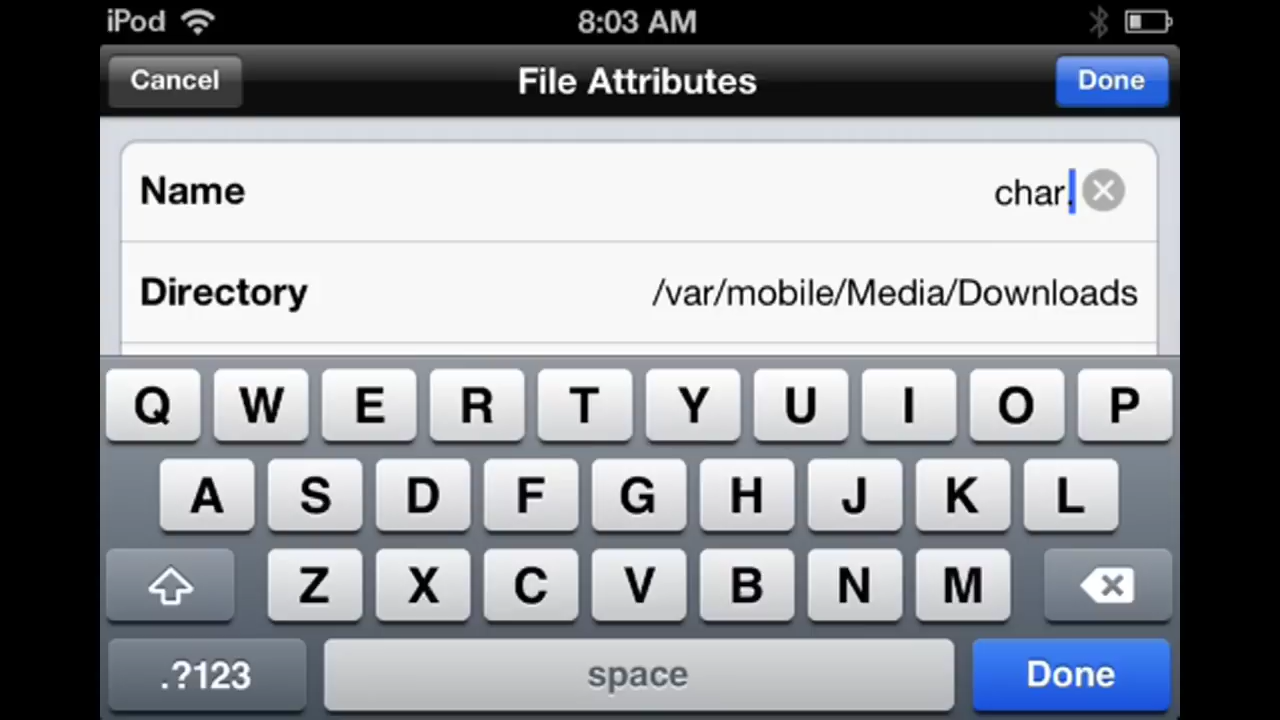 iPod 8:03 AM
Cancel File Attributes Done
Name char.
Directory /var/mobile/Media/Downloads
Q W E R T Y U I O P
A S D F G H J K L
Z X C V B N M
.?123 space Done